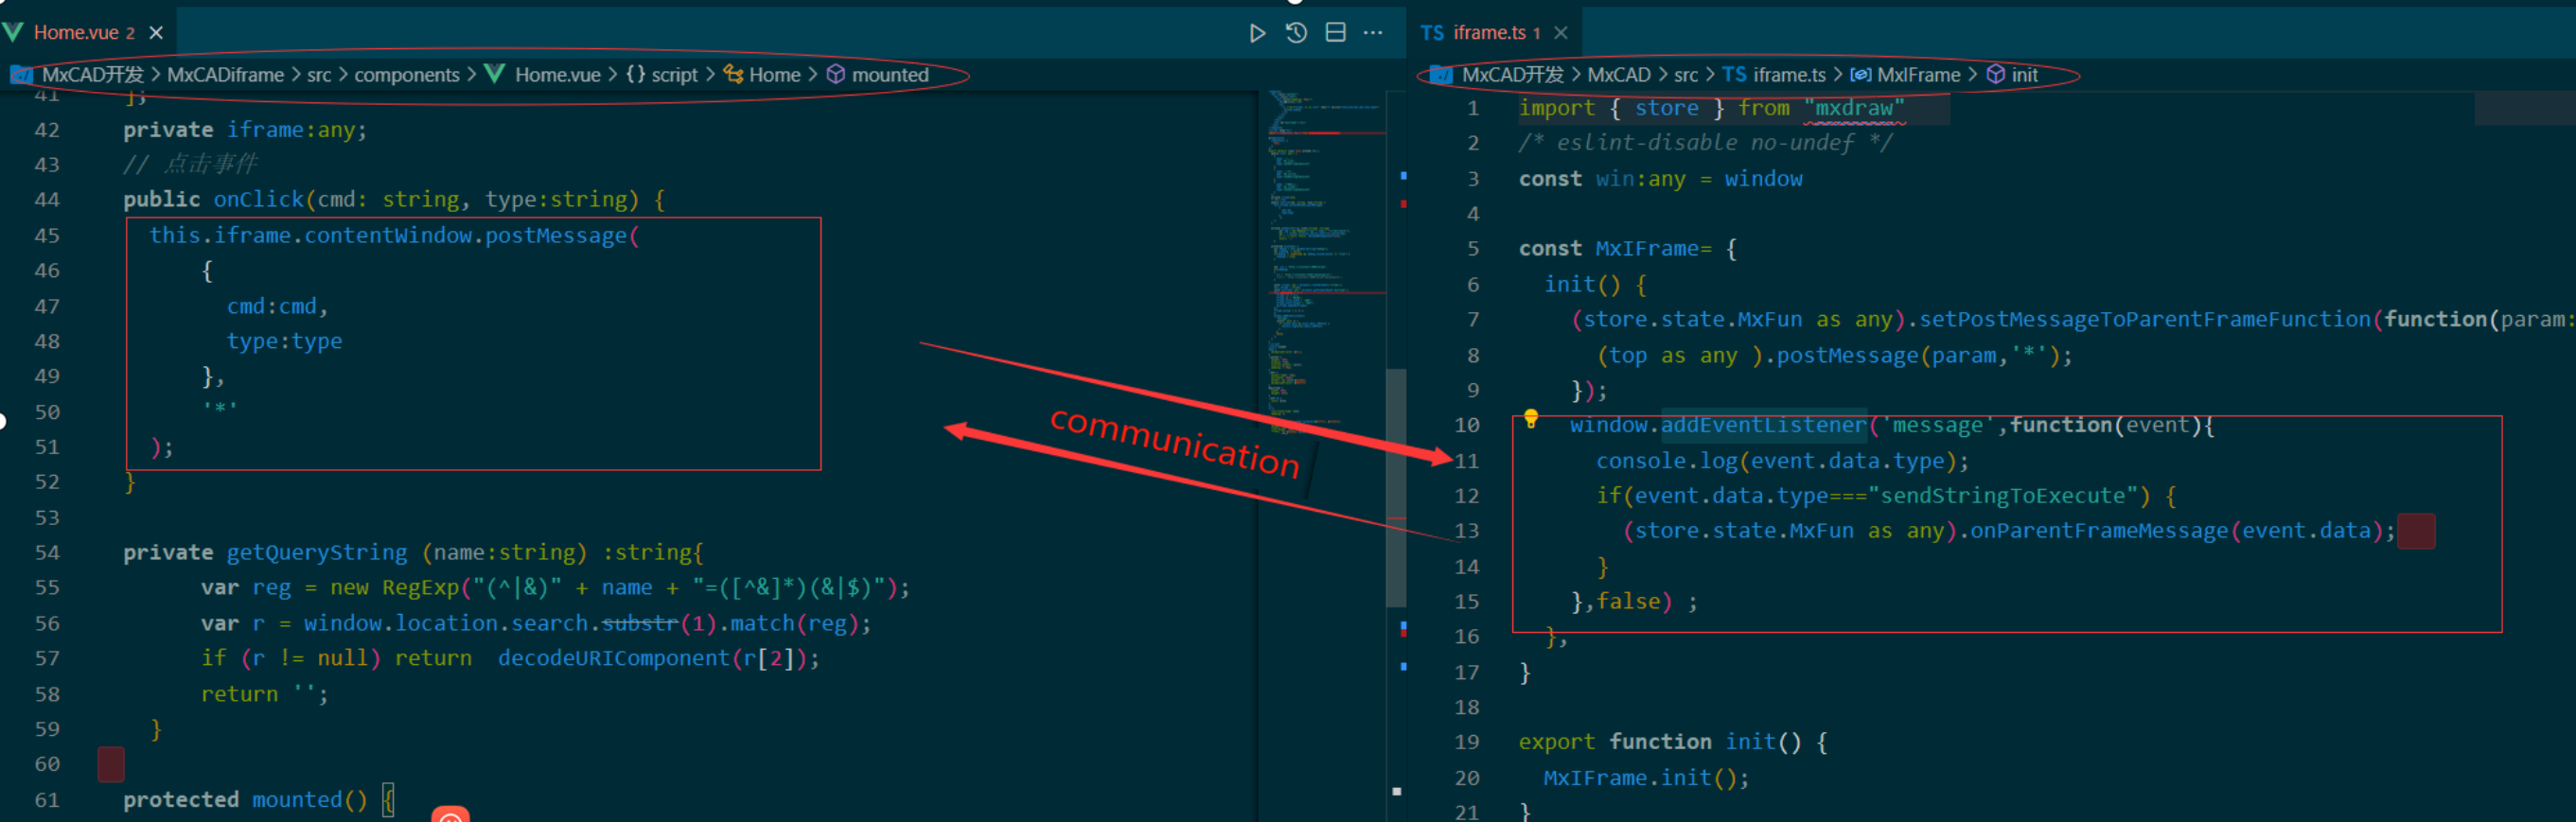 Home.vue 2
MxCAD开发 > MxCADiframe > src > components > Home.vue > {} script > Home > mounted
41 ];
42 private iframe:any;
43 // 点击事件
44 public onClick(cmd: string, type:string) {
45 this.iframe.contentWindow.postMessage(
46 {
47 cmd:cmd,
48 type:type
49 },
50 '*'
51 );
52 }
53
54 private getQueryString (name:string) :string{
55 var reg = new RegExp("(^|&)" + name + "=([^&]*)(&|$)");
56 var r = window.location.search.substr(1).match(reg);
57 if (r != null) return decodeURIComponent(r[2]);
58 return '';
59 }
60
61 protected mounted() {
communication
TS iframe.ts 1
MxCAD开发 > MxCAD > src > TS iframe.ts > MxIFrame > init
1 import { store } from "mxdraw"
2 /* eslint-disable no-undef */
3 const win:any = window
4
5 const MxIFrame= {
6 init() {
7 (store.state.MxFun as any).setPostMessageToParentFrameFunction(function(param:
8 (top as any ).postMessage(param,'*');
9 });
10 window.addEventListener('message',function(event){
11 console.log(event.data.type);
12 if(event.data.type==="sendStringToExecute") {
13 (store.state.MxFun as any).onParentFrameMessage(event.data);
14 }
15 },false) ;
16 },
17 }
18
19 export function init() {
20 MxIFrame.init();
21 }